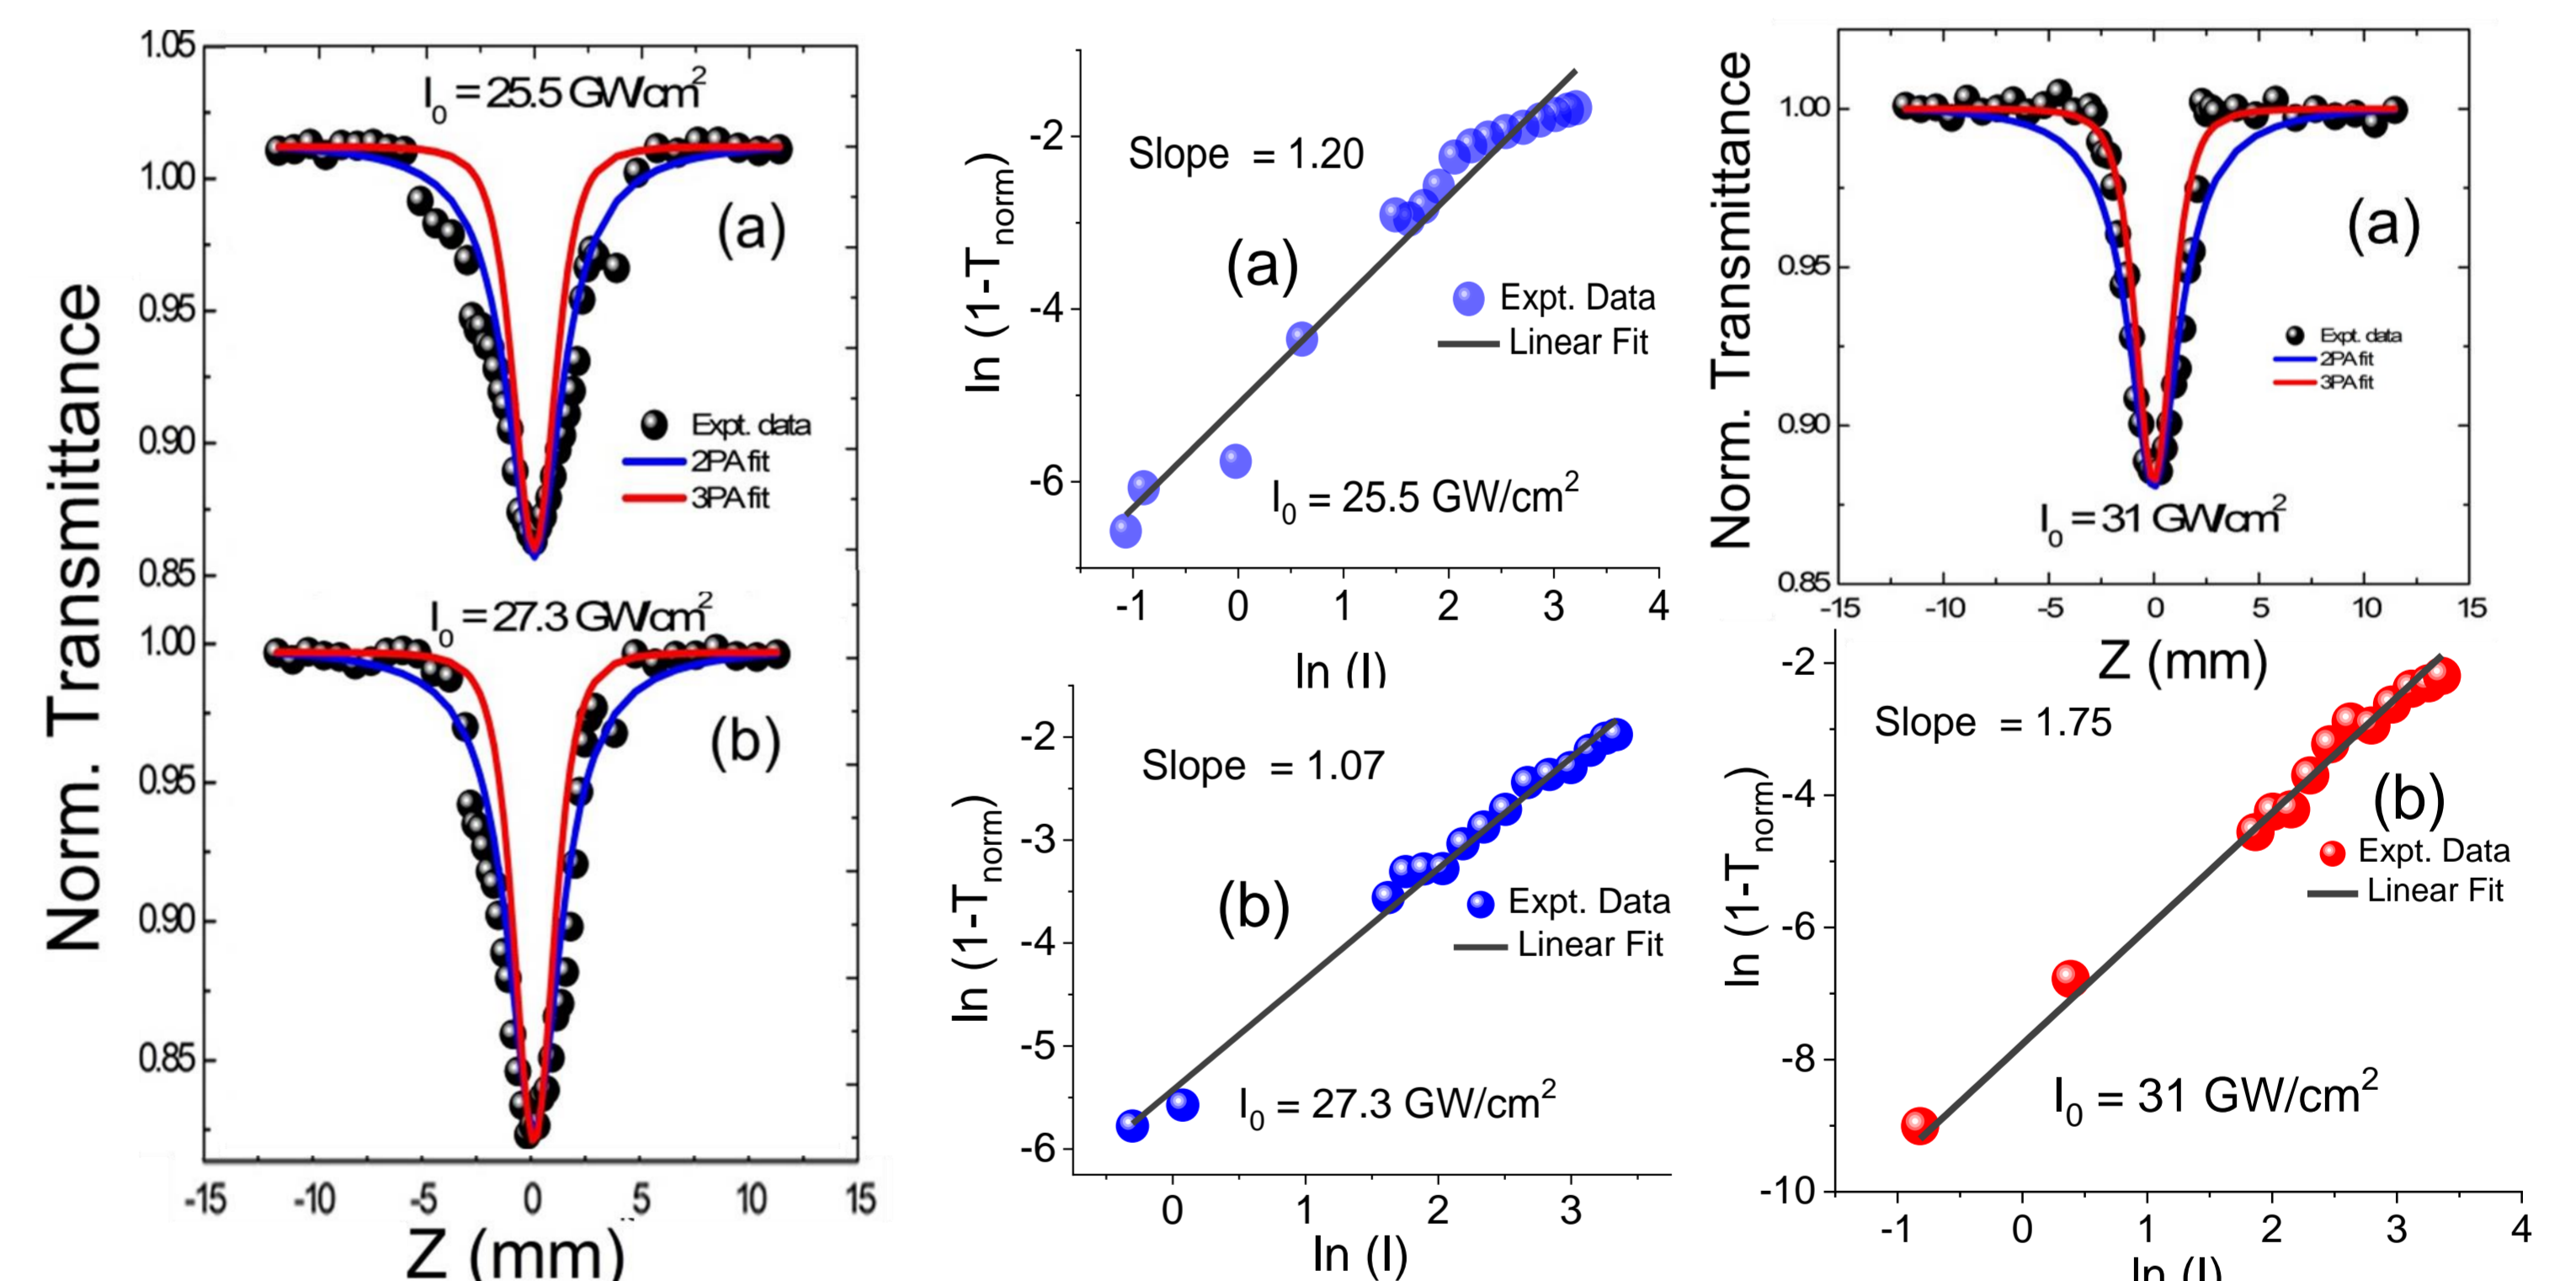 Norm. Transmittance
1.05
1.00
0.95
0.90
0.85
I0 = 25.5 GW/cm2
(a)
Expt. data
2PA fit
3PA fit
1.00
0.95
0.90
0.85
I0 = 27.3 GW/cm2
(b)
-15 -10 -5 0 5 10 15
Z (mm)
ln (1-Tnorm)
-2
-4
-6
Slope = 1.20
(a)
Expt. Data
Linear Fit
I0 = 25.5 GW/cm2
-1 0 1 2 3 4
ln (I)
ln (1-Tnorm)
-2
-3
-4
-5
-6
Slope = 1.07
(b)
Expt. Data
Linear Fit
I0 = 27.3 GW/cm2
0 1 2 3
ln (I)
Norm. Transmittance
1.00
0.95
0.90
0.85
(a)
Expt. data
2PA fit
3PA fit
I0 = 31 GW/cm2
-15 -10 -5 0 5 10 15
Z (mm)
ln (1-Tnorm)
-2
-4
-6
-8
-10
Slope = 1.75
(b)
Expt. Data
Linear Fit
I0 = 31 GW/cm2
-1 0 1 2 3 4
ln (I)